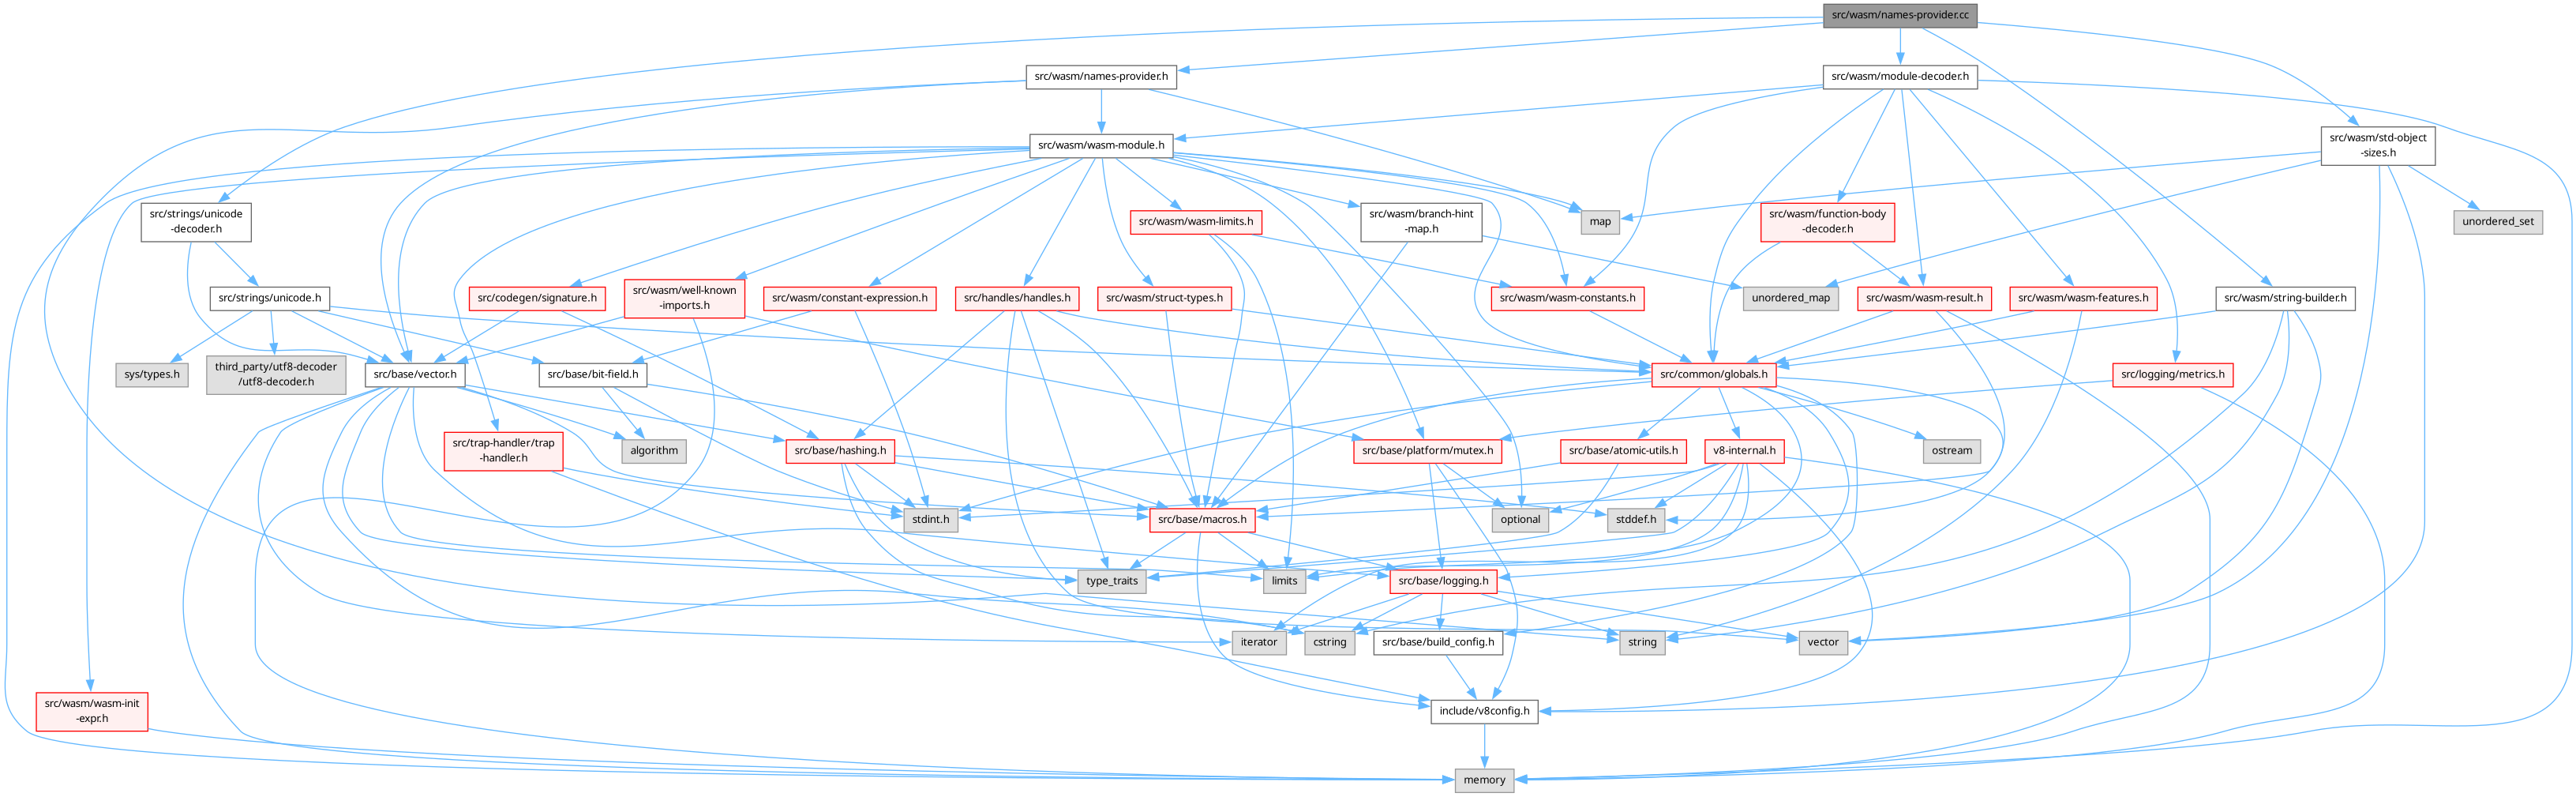 src/wasm/names-provider.cc
src/wasm/names-provider.h
src/wasm/module-decoder.h
src/wasm/wasm-module.h
src/wasm/std-object
-sizes.h
src/strings/unicode
-decoder.h
src/wasm/wasm-limits.h
src/wasm/branch-hint
-map.h
map
src/wasm/function-body
-decoder.h
unordered_set
src/strings/unicode.h
src/codegen/signature.h
src/wasm/well-known
-imports.h
src/wasm/constant-expression.h
src/handles/handles.h
src/wasm/struct-types.h
src/wasm/wasm-constants.h
unordered_map
src/wasm/wasm-result.h
src/wasm/wasm-features.h
src/wasm/string-builder.h
sys/types.h
third_party/utf8-decoder
/utf8-decoder.h
src/base/vector.h
src/base/bit-field.h
src/common/globals.h
src/logging/metrics.h
src/trap-handler/trap
-handler.h
algorithm
src/base/hashing.h
src/base/platform/mutex.h
src/base/atomic-utils.h
v8-internal.h
ostream
stdint.h
src/base/macros.h
optional
stddef.h
type_traits
limits
src/base/logging.h
iterator
cstring
src/base/build_config.h
string
vector
src/wasm/wasm-init
-expr.h
include/v8config.h
memory